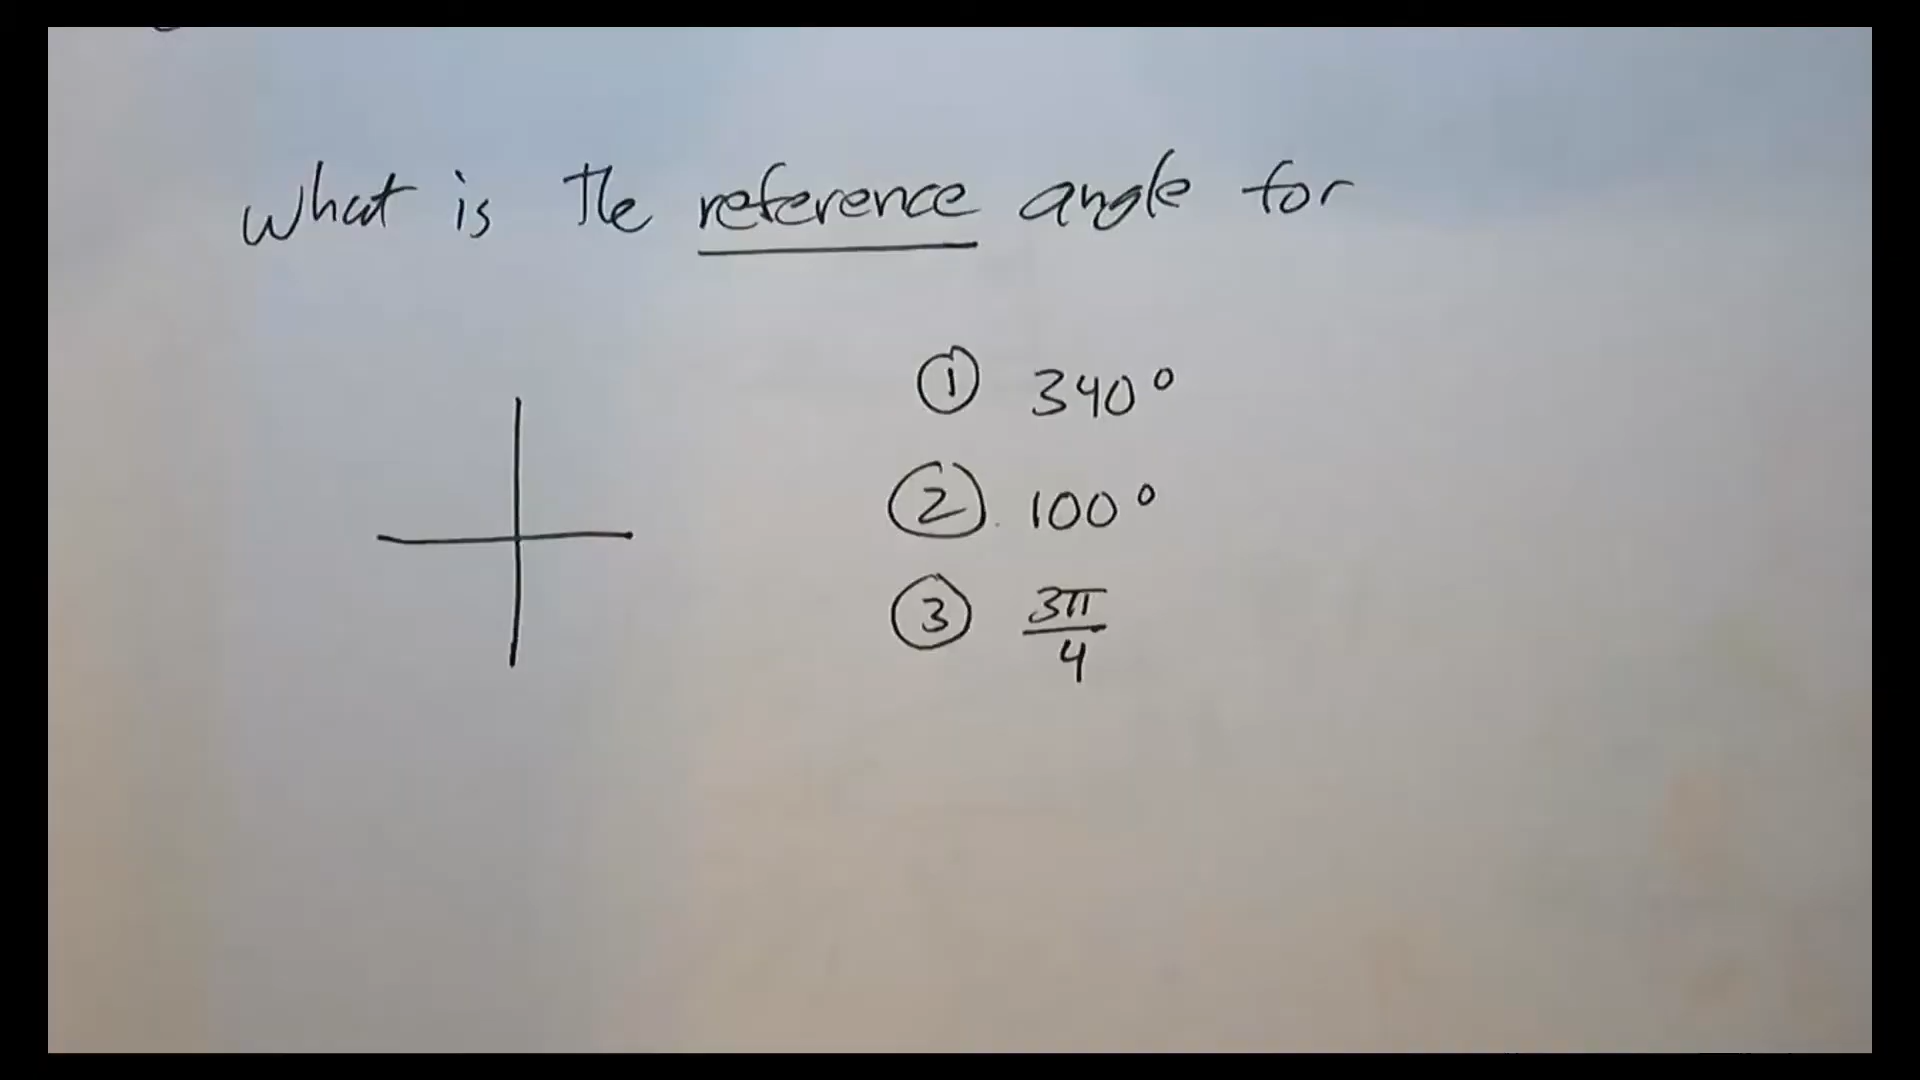 What is the reference angle for
① 340°
②. 100°
③ 3π/4